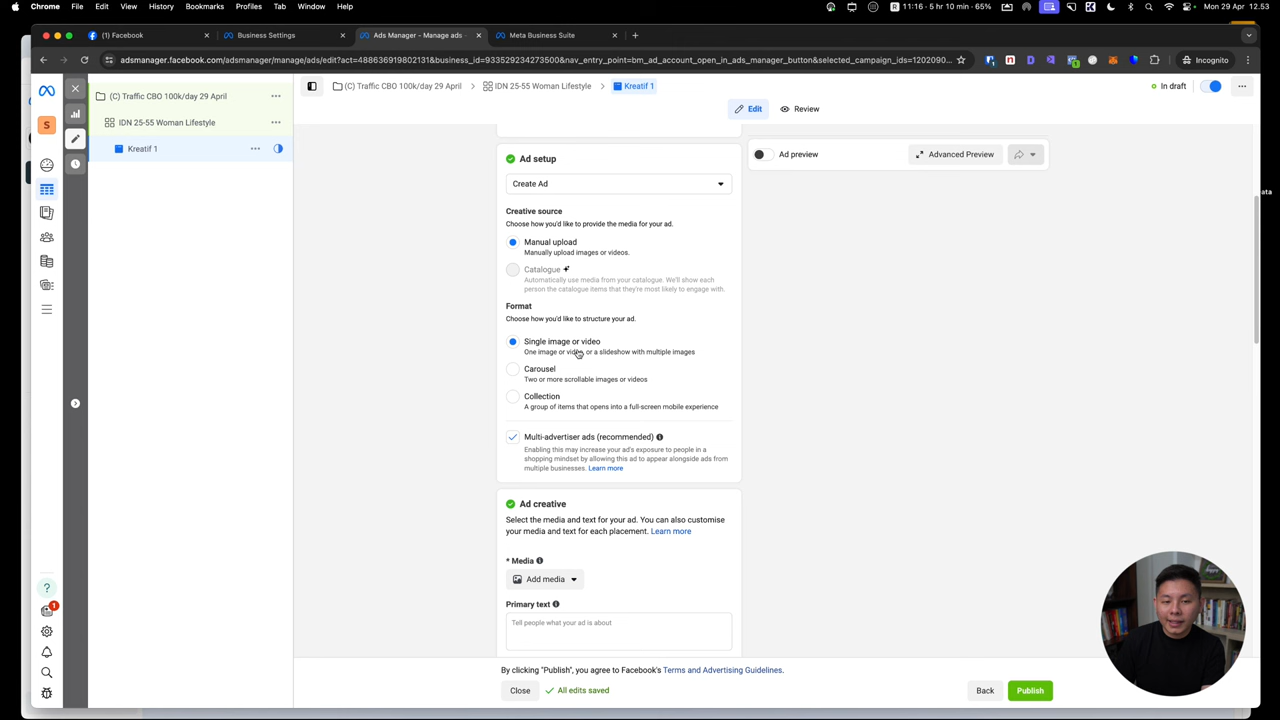 Chrome File Edit View History Bookmarks Profiles Tab Window Help
11:16 - 5 hr 10 min - 65%
Mon 29 Apr 12.53
(1) Facebook
Business Settings
Ads Manager - Manage ads -
Meta Business Suite
adsmanager.facebook.com/adsmanager/manage/ads/edit?act=488636919802131&business_id=933529234273500&nav_entry_point=bm_ad_account_open_in_ads_manager_button&selected_campaign_ids=1202090...
Incognito
(C) Traffic CBO 100k/day 29 April
IDN 25-55 Woman Lifestyle
Kreatif 1
(C) Traffic CBO 100k/day 29 April
IDN 25-55 Woman Lifestyle
Kreatif 1
In draft
Edit
Review
S
1
ata
Ad setup
Create Ad
Creative source
Choose how you'd like to provide the media for your ad.
Manual upload
Manually upload images or videos.
Catalogue
Automatically use media from your catalogue. We'll show each
person the catalogue items that they're most likely to engage with.
Format
Choose how you'd like to structure your ad.
Single image or video
One image or video, or a slideshow with multiple images
Carousel
Two or more scrollable images or videos
Collection
A group of items that opens into a full-screen mobile experience
Multi-advertiser ads (recommended)
Enabling this may increase your ad's exposure to people in a
shopping mindset by allowing this ad to appear alongside ads from
multiple businesses. Learn more
Ad creative
Select the media and text for your ad. You can also customise
your media and text for each placement. Learn more
* Media
Add media
Primary text
Tell people what your ad is about
Ad preview
Advanced Preview
By clicking "Publish", you agree to Facebook's Terms and Advertising Guidelines.
Close
All edits saved
Back
Publish